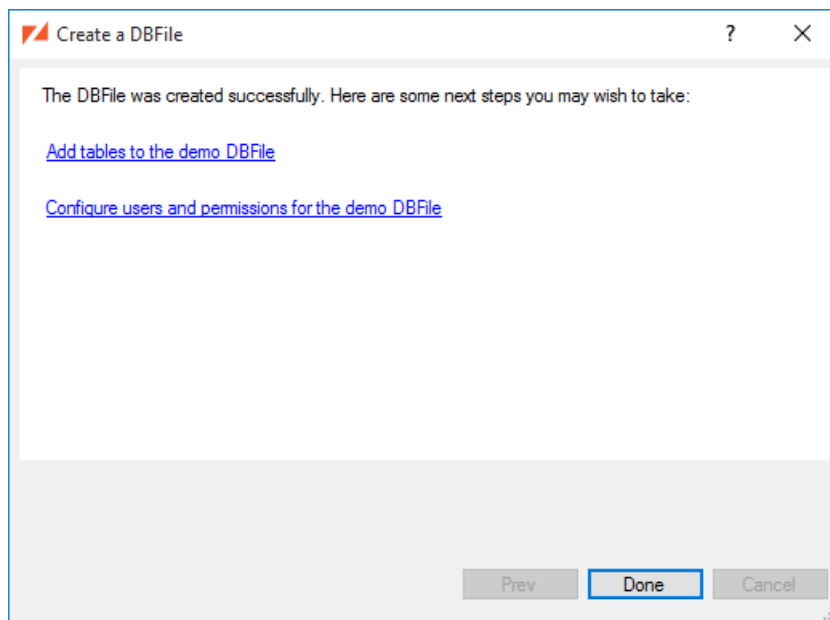 Create a DBFile
?
The DBFile was created successfully. Here are some next steps you may wish to take:
Add tables to the demo DBFile
Configure users and permissions for the demo DBFile
Prev
Done
Cancel